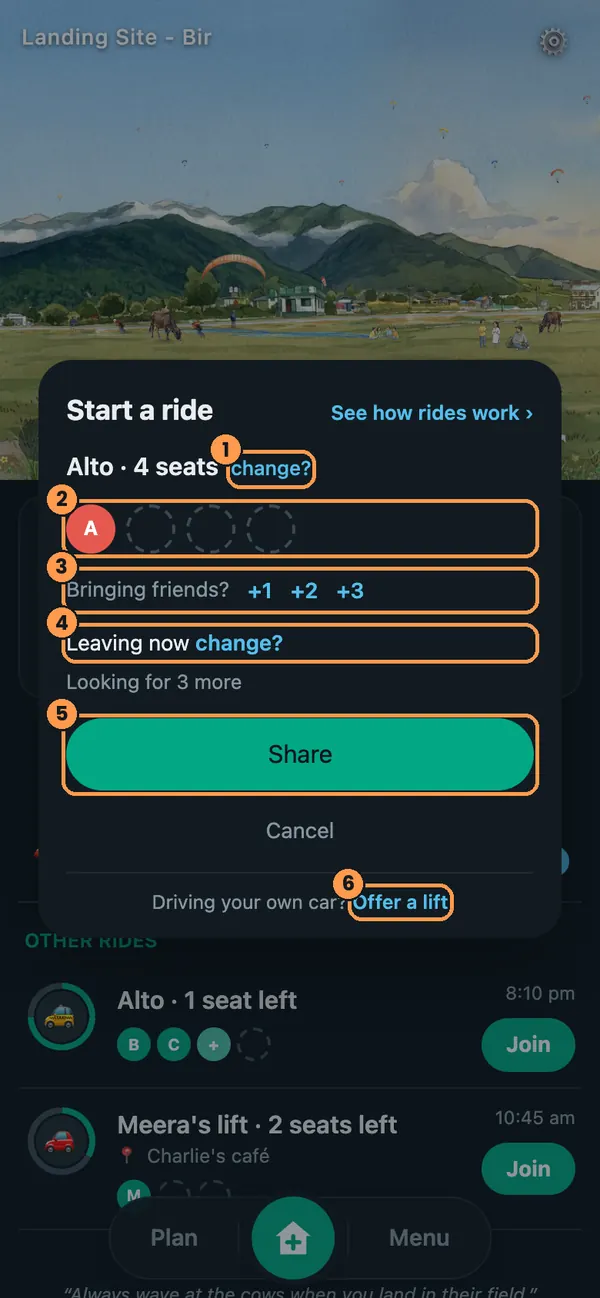 Landing Site - Bir
Start a ride
See how rides work ›
1
Alto · 4 seats change?
2
A
3
Bringing friends? +1 +2 +3
4
Leaving now change?
Looking for 3 more
5
Share
Cancel
6
Driving your own car? Offer a lift
OTHER RIDES
Alto · 1 seat left
8:10 pm
B C +
Join
Meera's lift · 2 seats left
10:45 am
Charlie's café
Join
M
Plan
Menu
“Always wave at the cows when you land in their field.”